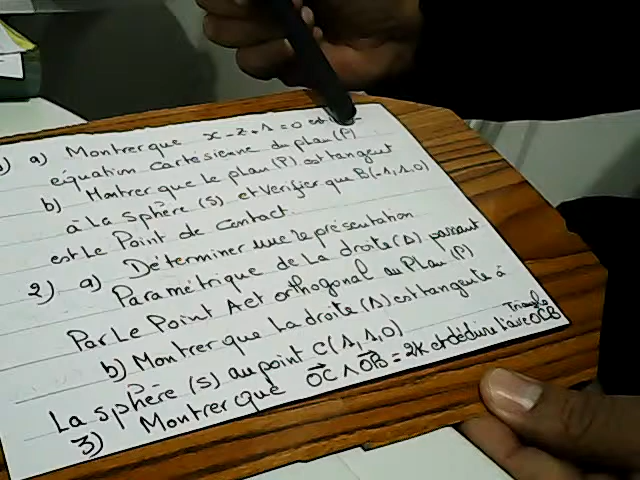 1) a) Montrer que x-z+1=0 est
équation cartésienne du plan (P)
b) Montrer que le plan (P) est tangent
à la sphère (S) et vérifier que B(-1,1,0)
est Le Point de contact.
2) a) Déterminer une représentation
Paramétrique de la droite (Δ) passant
Par Le Point A et orthogonal au Plan (P)
b) Montrer que La droite (Δ) est tangente à
La sphère (S) au point C(1,1,0)
3) Montrer que OC ∧ OB = 2K et déduire l'aire Triangle OCB